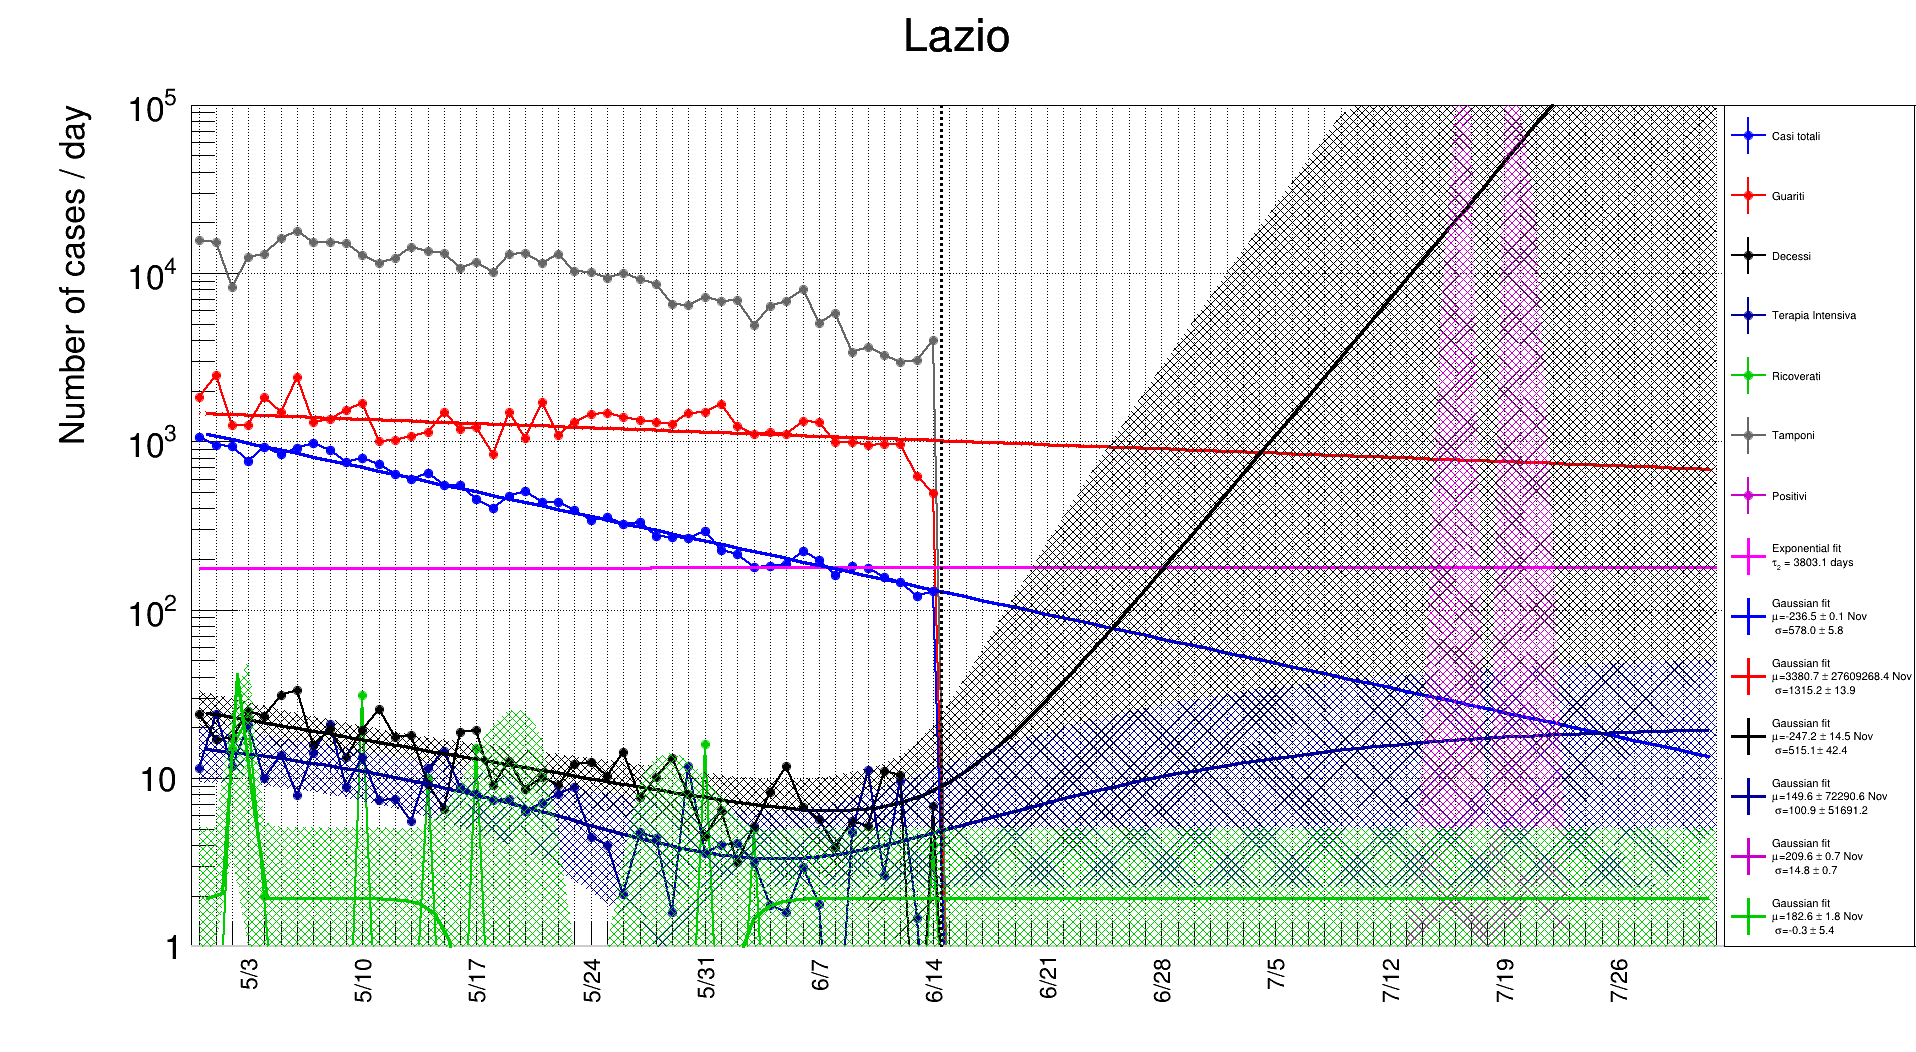 Lazio
Number of cases / day
10^5
10^4
10^3
10^2
10
1
5/3
5/10
5/17
5/24
5/31
6/7
6/14
6/21
6/28
7/5
7/12
7/19
7/26
Casi totali
Guariti
Decessi
Terapia Intensiva
Ricoverati
Tamponi
Positivi
Exponential fit
τ₂ = 3803.1 days
Gaussian fit
μ=-236.5 ± 0.1 Nov
σ=578.0 ± 5.8
Gaussian fit
μ=3380.7 ± 27609268.4 Nov
σ=1315.2 ± 13.9
Gaussian fit
μ=-247.2 ± 14.5 Nov
σ=515.1 ± 42.4
Gaussian fit
μ=149.6 ± 72290.6 Nov
σ=100.9 ± 51691.2
Gaussian fit
μ=209.6 ± 0.7 Nov
σ=14.8 ± 0.7
Gaussian fit
μ=182.6 ± 1.8 Nov
σ=-0.3 ± 5.4